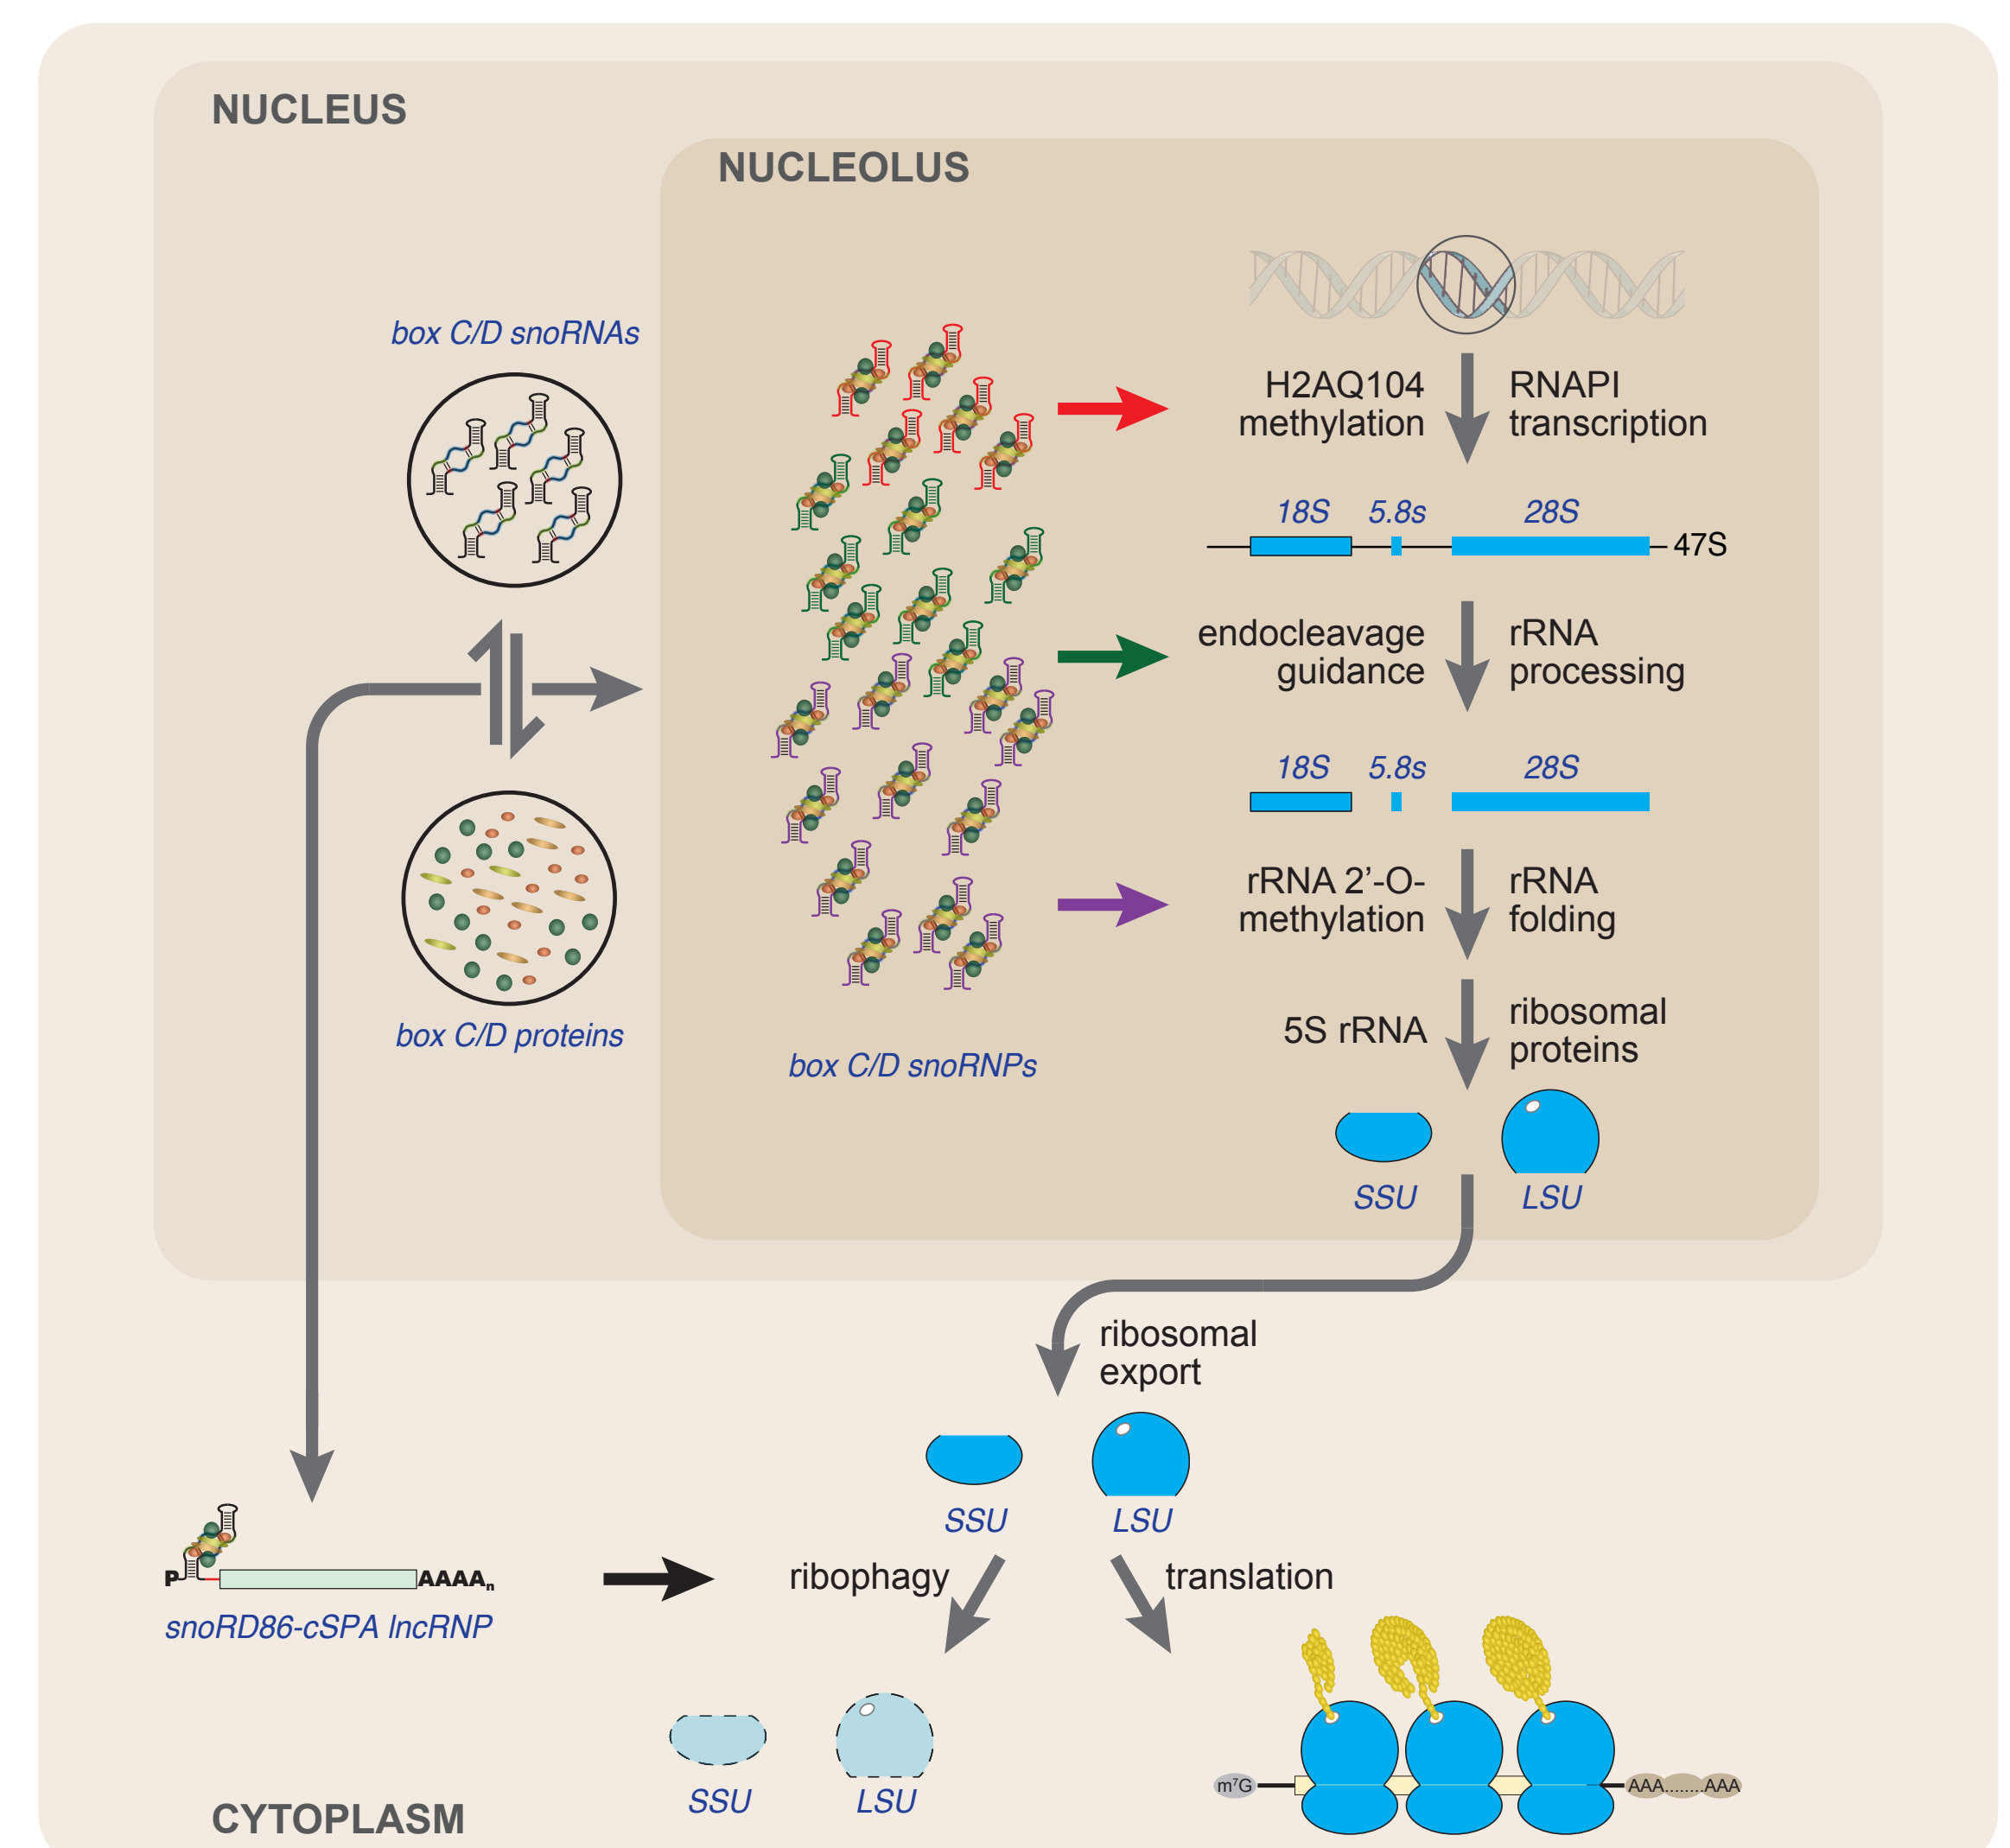 NUCLEUS
NUCLEOLUS
box C/D snoRNAs
H2AQ104
methylation
RNAPI
transcription
18S
5.8s
28S
47S
endocleavage
guidance
rRNA
processing
18S
5.8s
28S
rRNA 2’-O-
methylation
rRNA
folding
box C/D proteins
box C/D snoRNPs
5S rRNA
ribosomal
proteins
SSU
LSU
ribosomal
export
SSU
LSU
ribophagy
translation
P
AAAAn
snoRD86-cSPA lncRNP
SSU
LSU
m⁷G
AAA........AAA
CYTOPLASM